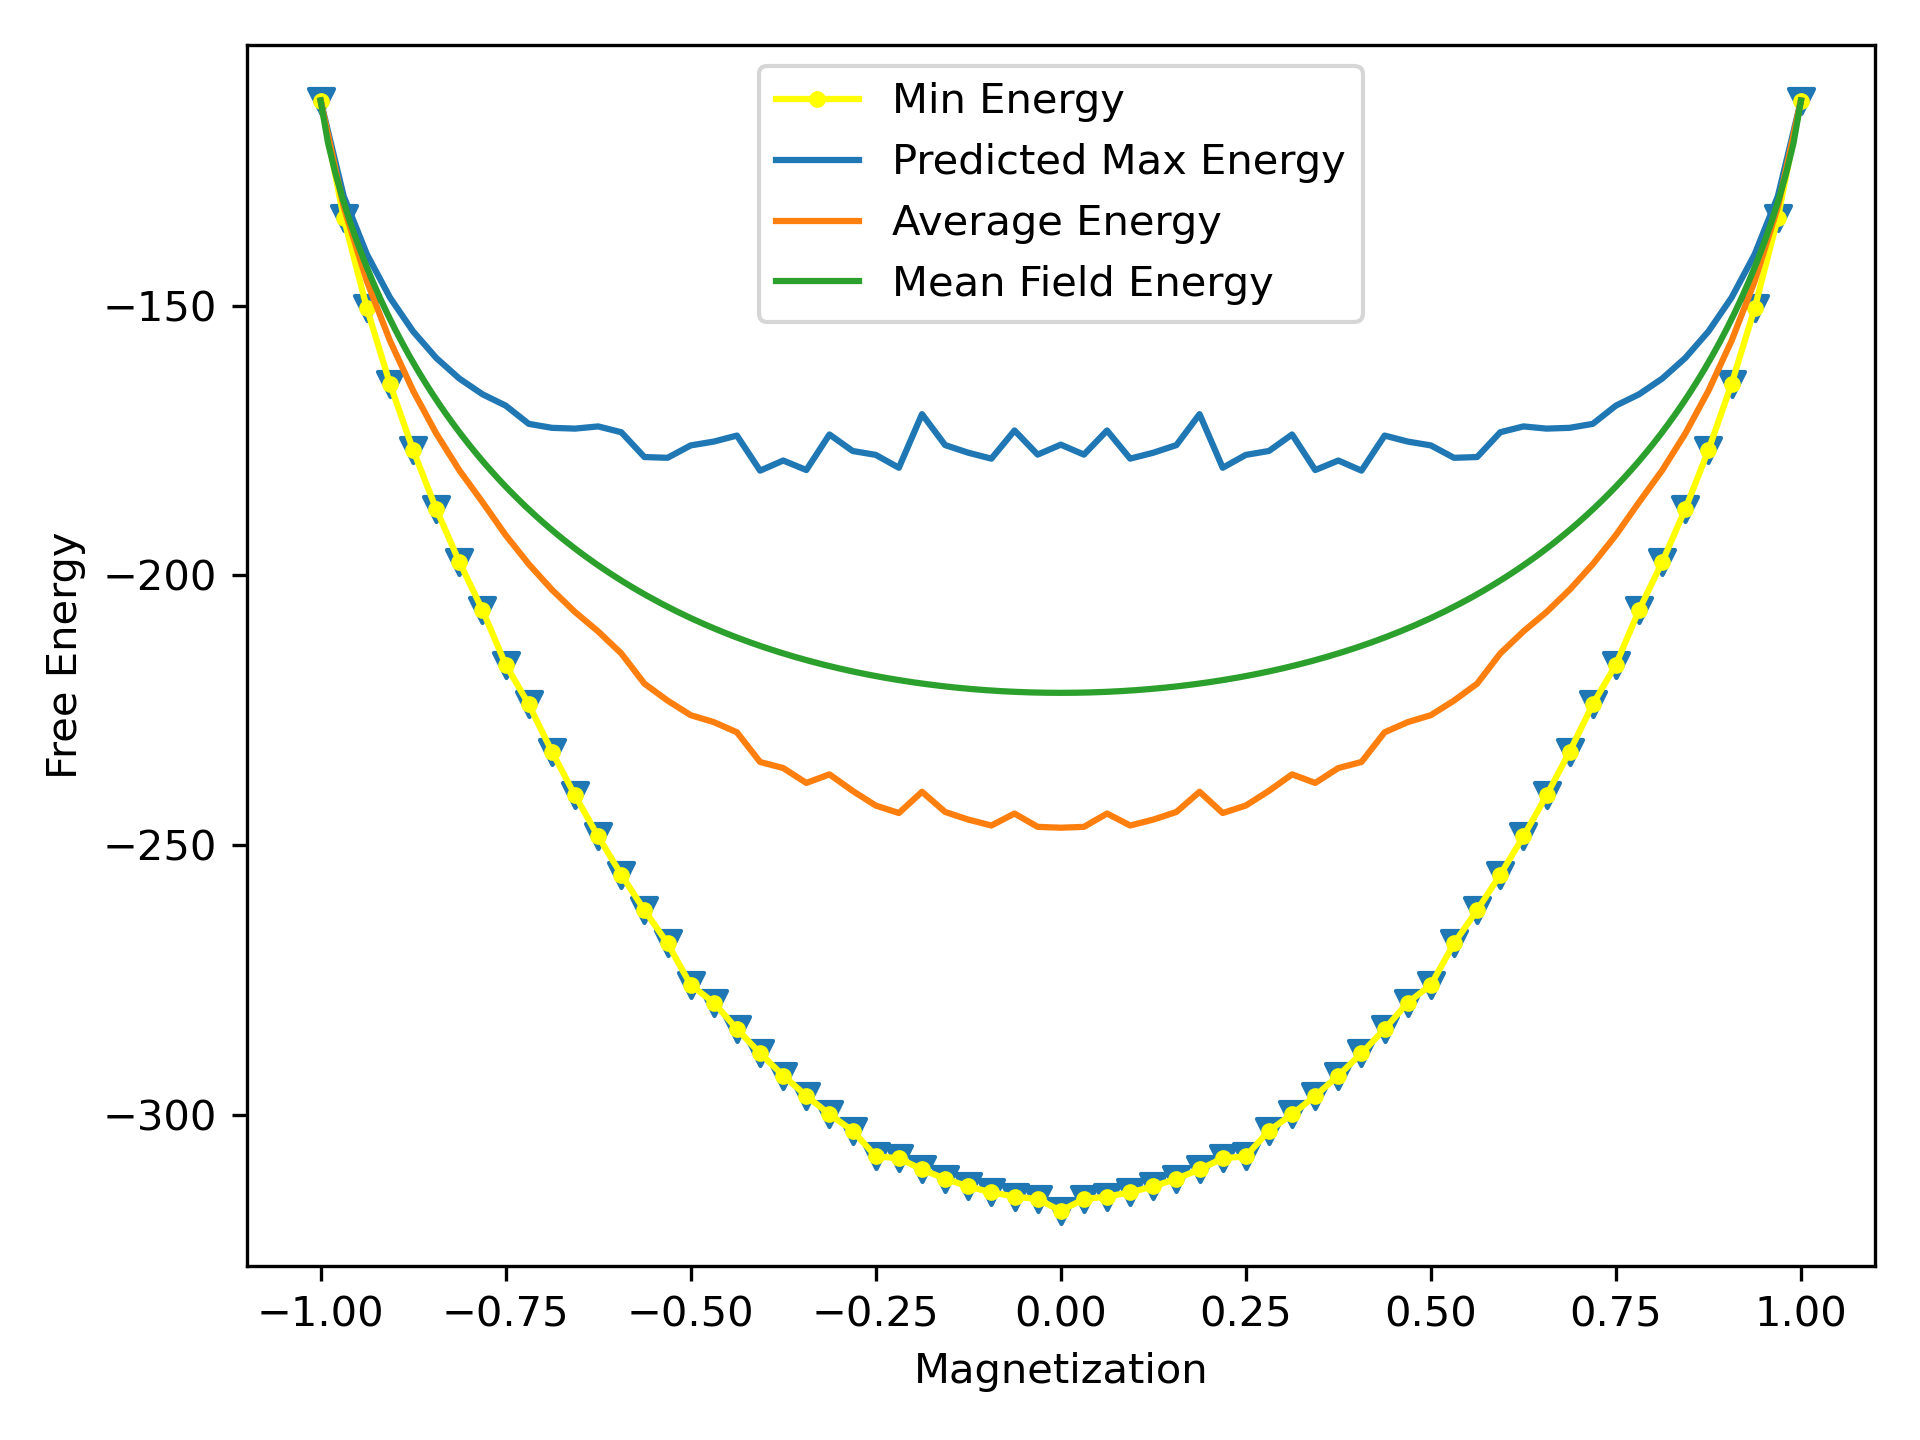 Min Energy
Predicted Max Energy
Average Energy
Mean Field Energy
Free Energy
−150
−200
−250
−300
−1.00 −0.75 −0.50 −0.25 0.00 0.25 0.50 0.75 1.00
Magnetization